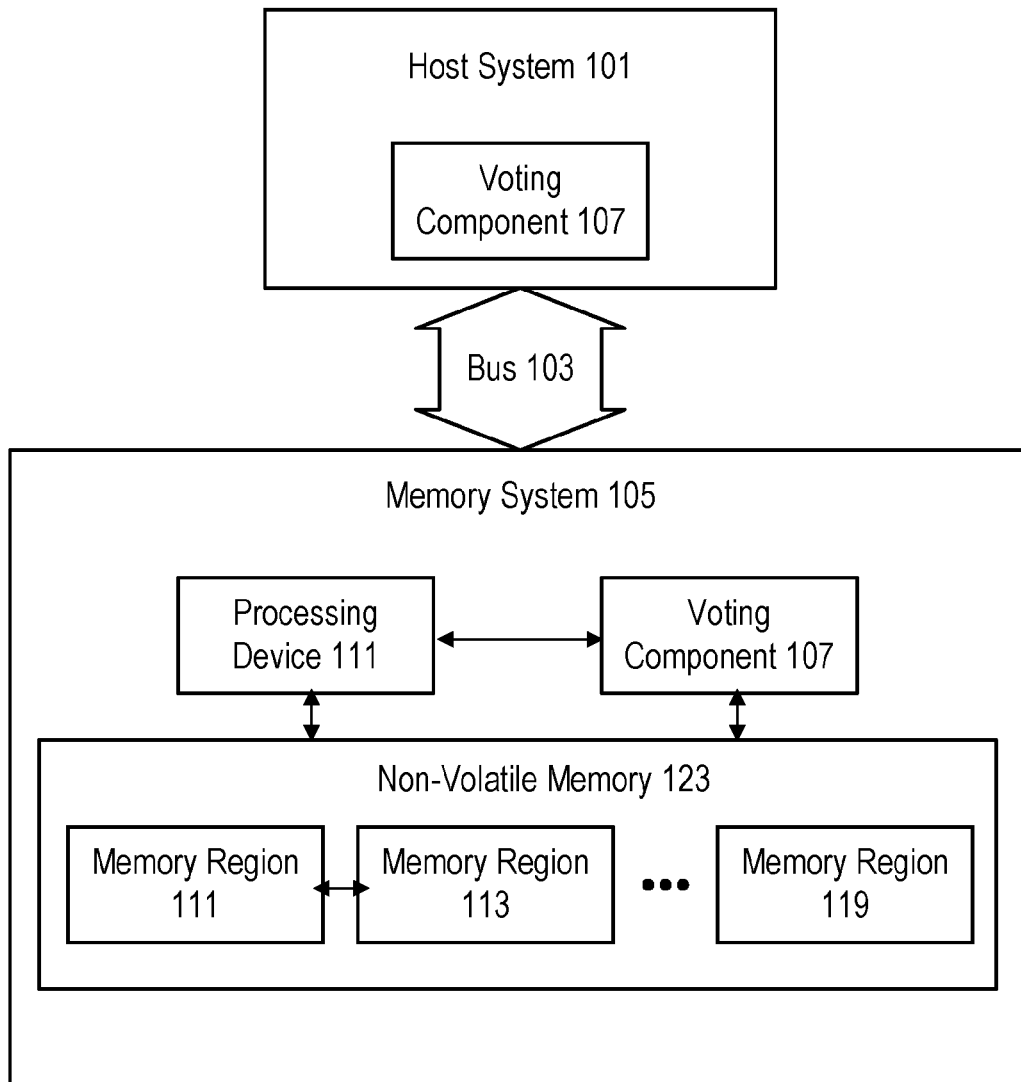 Host System 101
Voting
Component 107
Bus 103
Memory System 105
Processing
Device 111
Voting
Component 107
Non-Volatile Memory 123
Memory Region
111
Memory Region
113
Memory Region
119